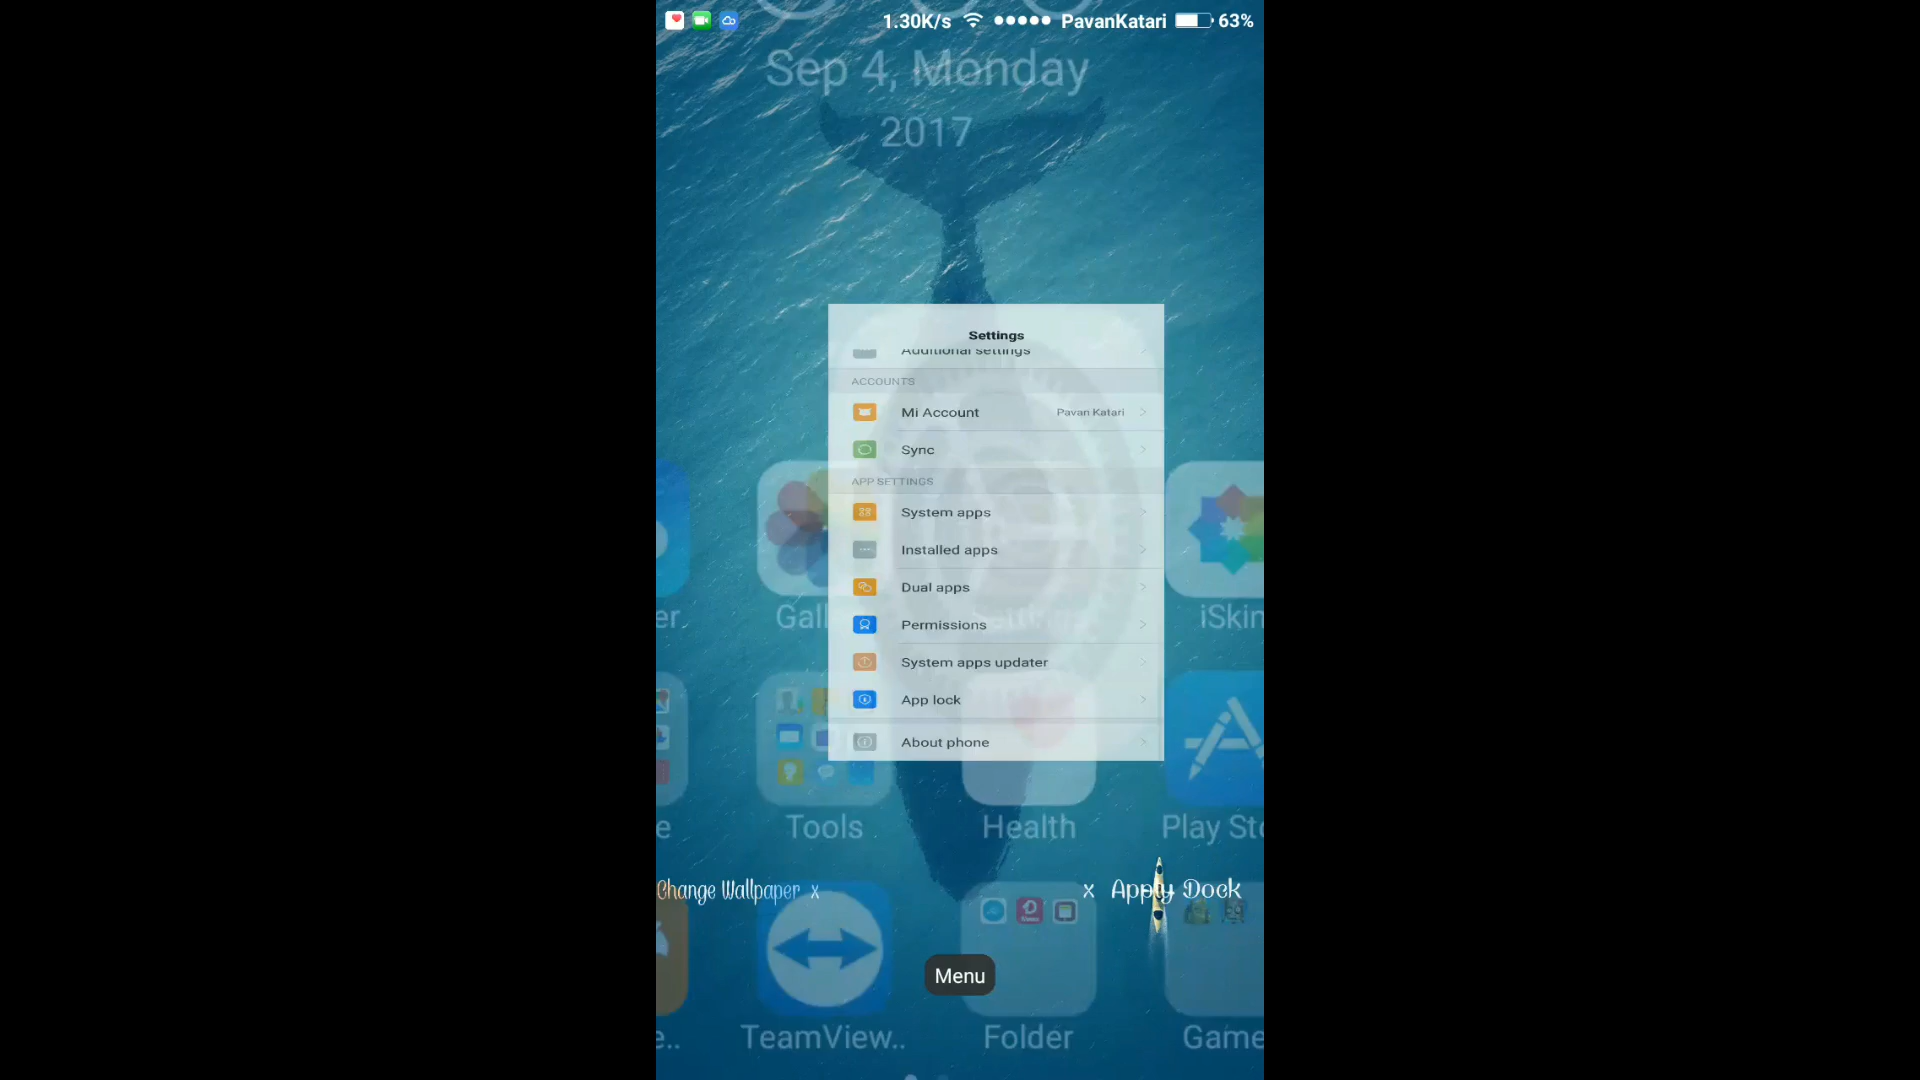 1.30K/s PavanKatari 63%
Sep 4, Monday
2017
Settings
Additional settings
ACCOUNTS
Mi Account Pavan Katari
Sync
APP SETTINGS
System apps
Installed apps
Dual apps
Permissions
System apps updater
App lock
About phone
er. Gall Settings iSkin
e Tools Health Play Sto
Change Wallpaper x x Apply Dock
Menu
e.. TeamView.. Folder Game